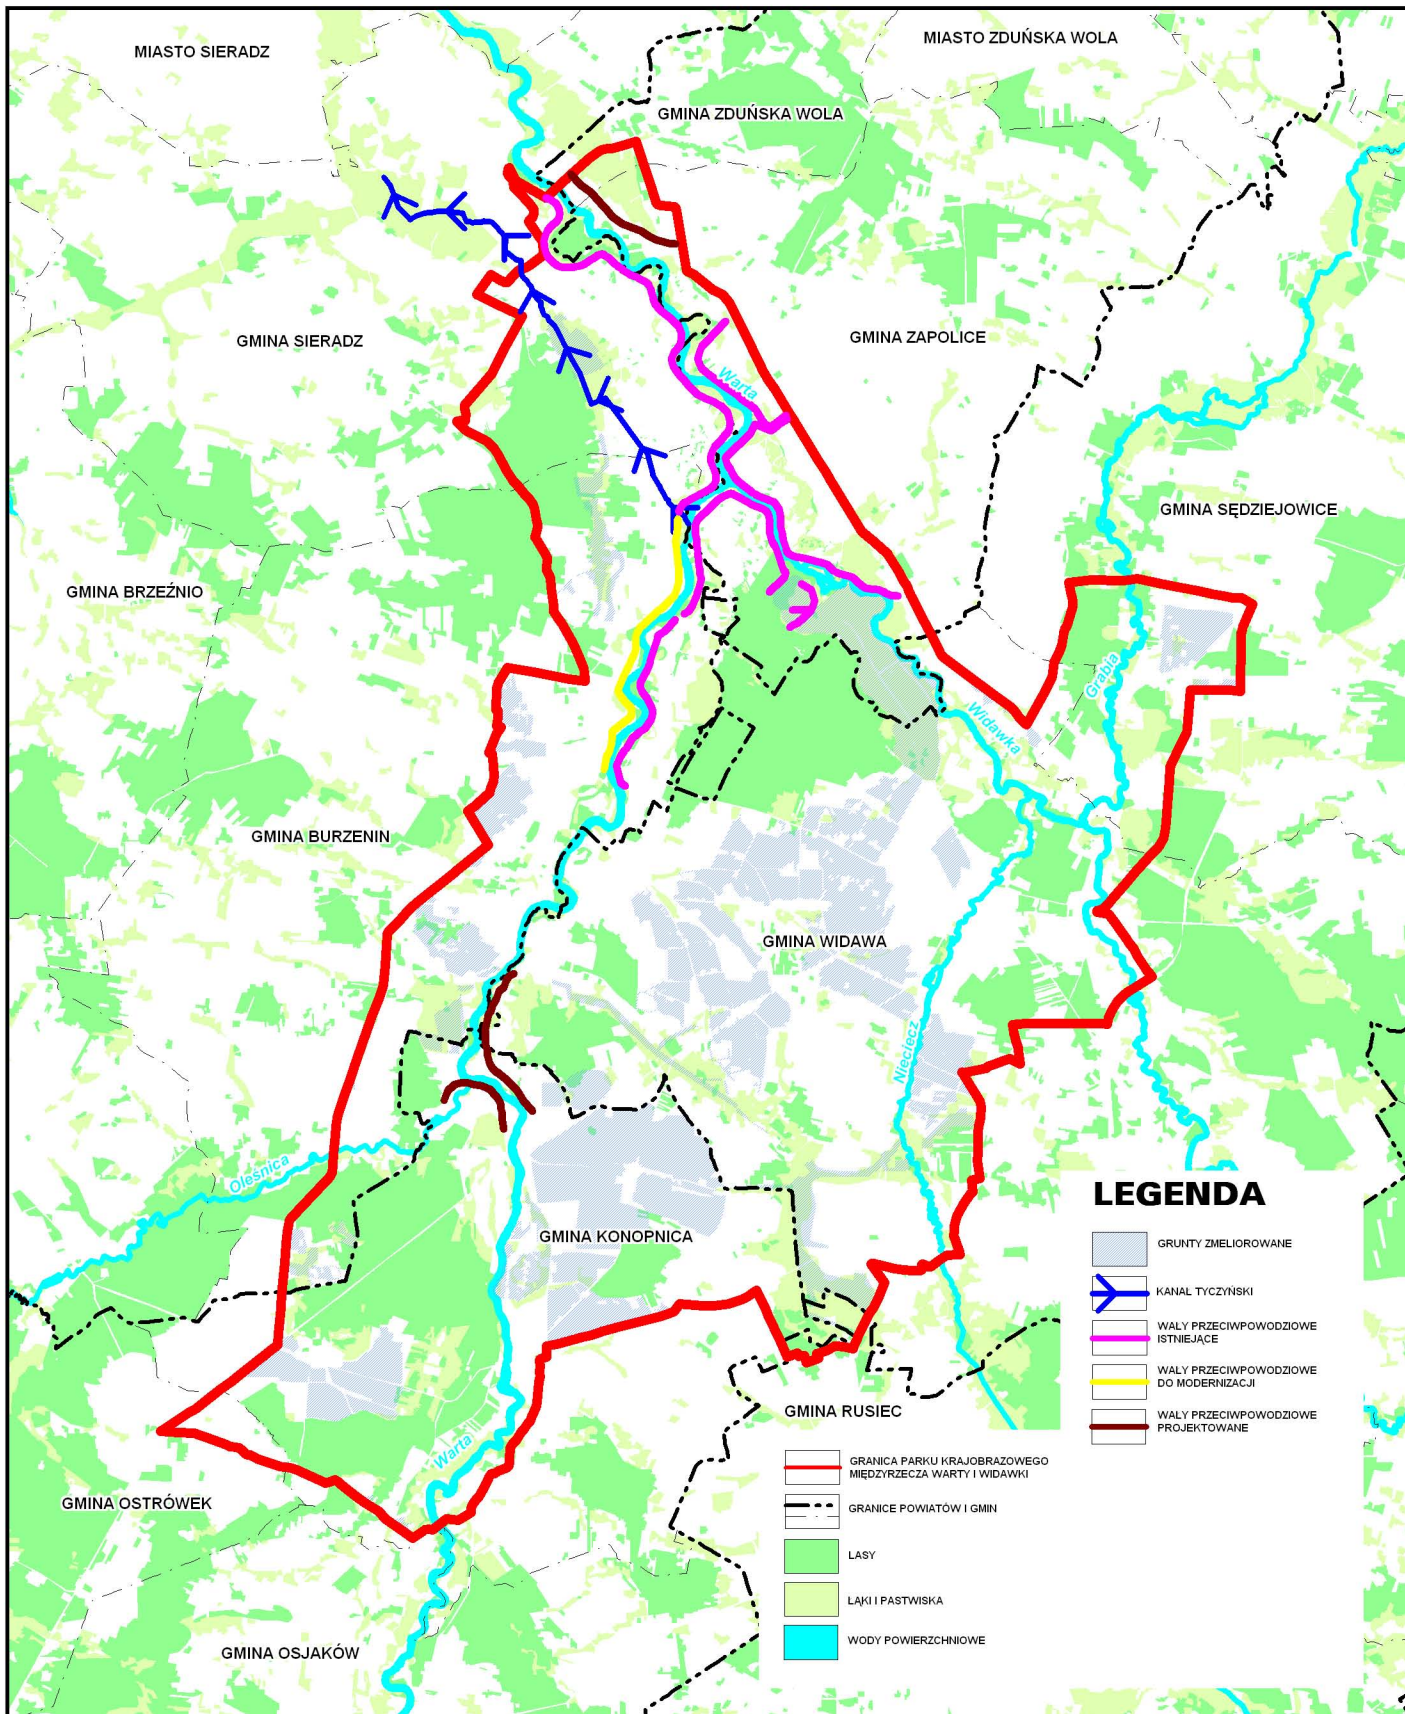 MIASTO SIERADZ
MIASTO ZDUŃSKA WOLA
GMINA ZDUŃSKA WOLA
GMINA SIERADZ
GMINA ZAPOLICE
Warta
GMINA SĘDZIEJOWICE
GMINA BRZEŹNIO
Grabia
Widawka
GMINA BURZENIN
GMINA WIDAWA
Nieciecz
Oleśnica
GMINA KONOPNICA
GMINA RUSIEC
Warta
GMINA OSTRÓWEK
GMINA OSJAKÓW
LEGENDA
GRUNTY ZMELIOROWANE
KANAŁ TYCZYŃSKI
WAŁY PRZECIWPOWODZIOWE
ISTNIEJĄCE
WAŁY PRZECIWPOWODZIOWE
DO MODERNIZACJI
WAŁY PRZECIWPOWODZIOWE
PROJEKTOWANE
GRANICA PARKU KRAJOBRAZOWEGO
MIĘDZYRZECZA WARTY I WIDAWKI
GRANICE POWIATÓW I GMIN
LASY
ŁĄKI I PASTWISKA
WODY POWIERZCHNIOWE